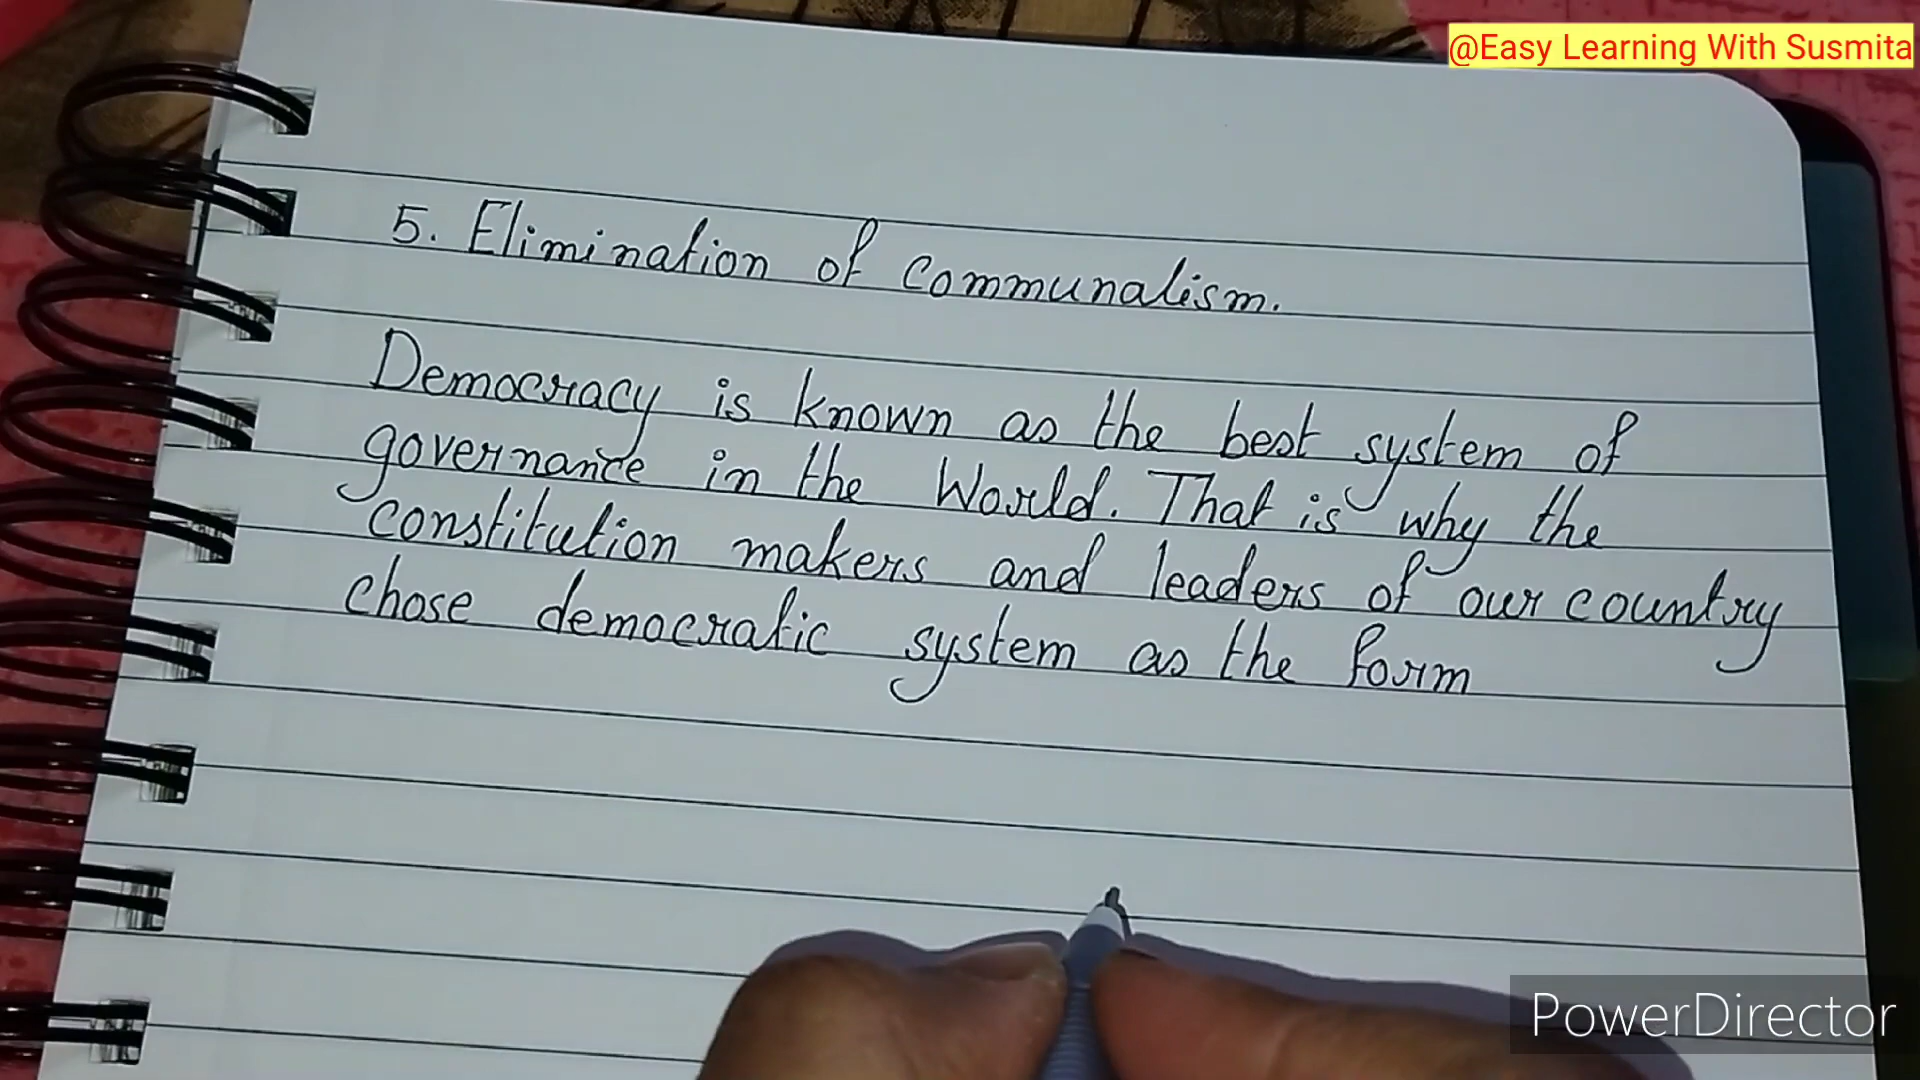 @Easy Learning With Susmita
5. Elimination of Communalism.
Democracy is known as the best system of
governance in the World. That is why the
constitution makers and leaders of our country
chose democratic system as the form
PowerDirector